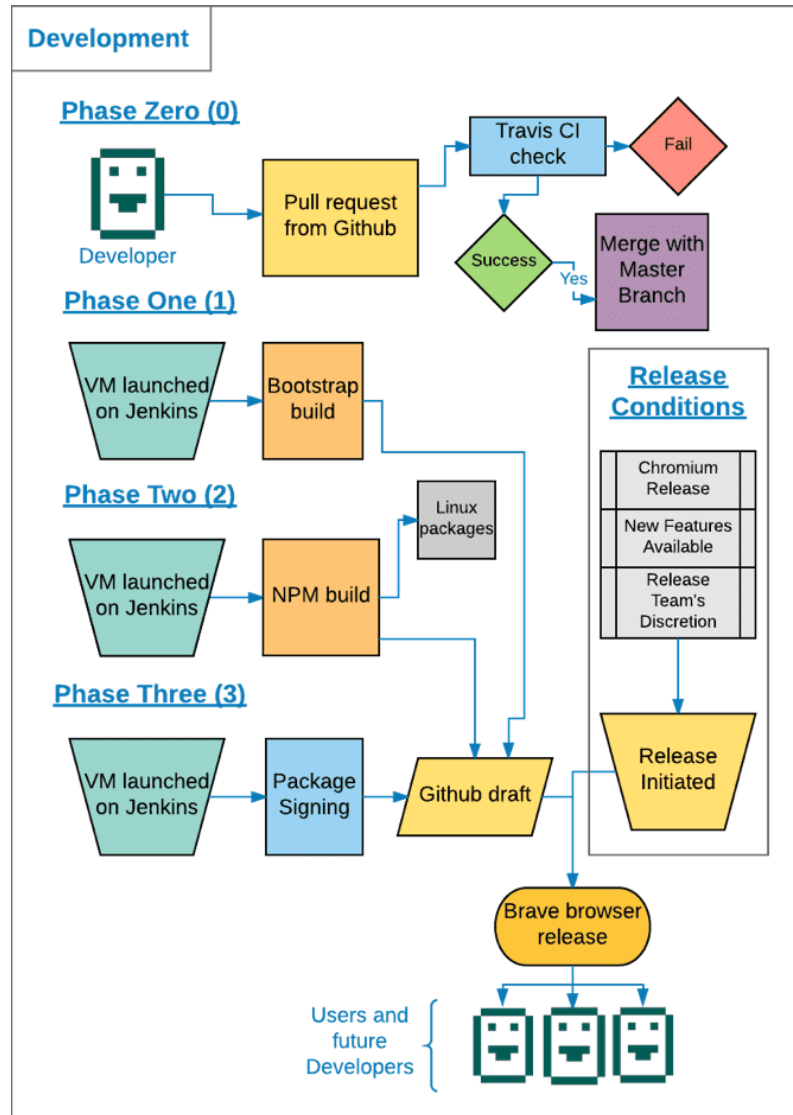 Development
Phase Zero (0)
Developer
Pull request
from Github
Travis CI
check
Fail
Success
Yes
Merge with
Master
Branch
Phase One (1)
VM launched
on Jenkins
Bootstrap
build
Phase Two (2)
VM launched
on Jenkins
NPM build
Linux
packages
Phase Three (3)
VM launched
on Jenkins
Package
Signing
Github draft
Release
Conditions
Chromium
Release
New Features
Available
Release
Team's
Discretion
Release
Initiated
Brave browser
release
Users and
future
Developers